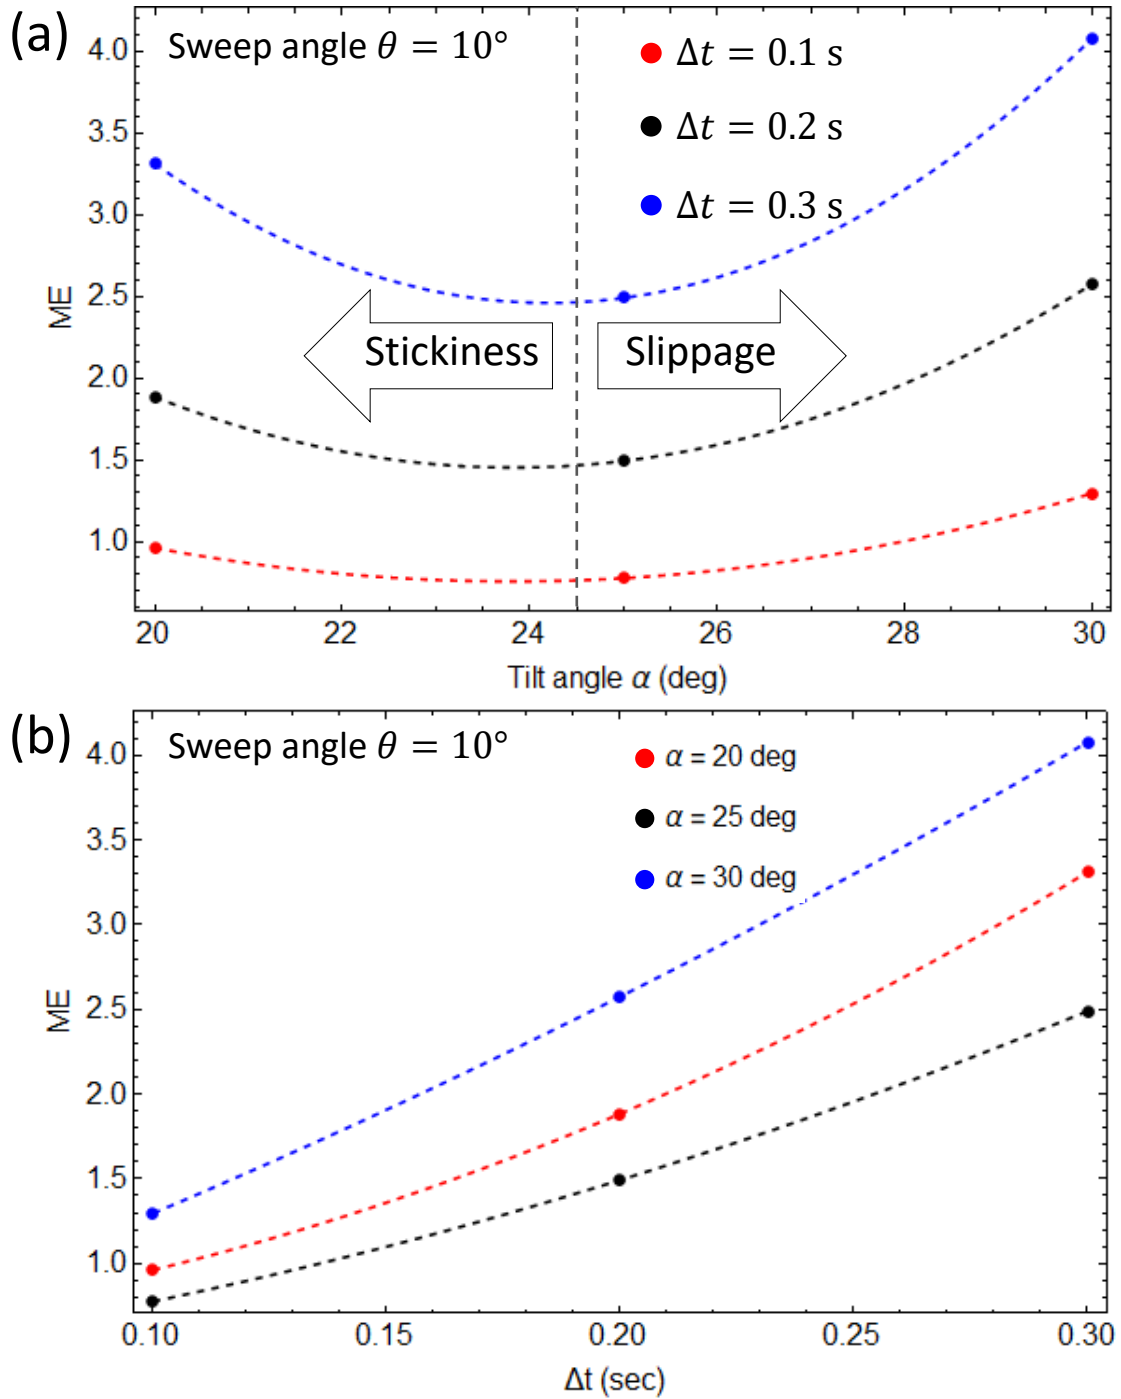 (a)
Sweep angle θ = 10°
Δt = 0.1 s
Δt = 0.2 s
Δt = 0.3 s
4.0
3.5
3.0
2.5
2.0
1.5
1.0
ME
Stickiness
Slippage
20 22 24 26 28 30
Tilt angle α (deg)
(b)
Sweep angle θ = 10°
α = 20 deg
α = 25 deg
α = 30 deg
4.0
3.5
3.0
2.5
2.0
1.5
1.0
ME
0.10 0.15 0.20 0.25 0.30
Δt (sec)